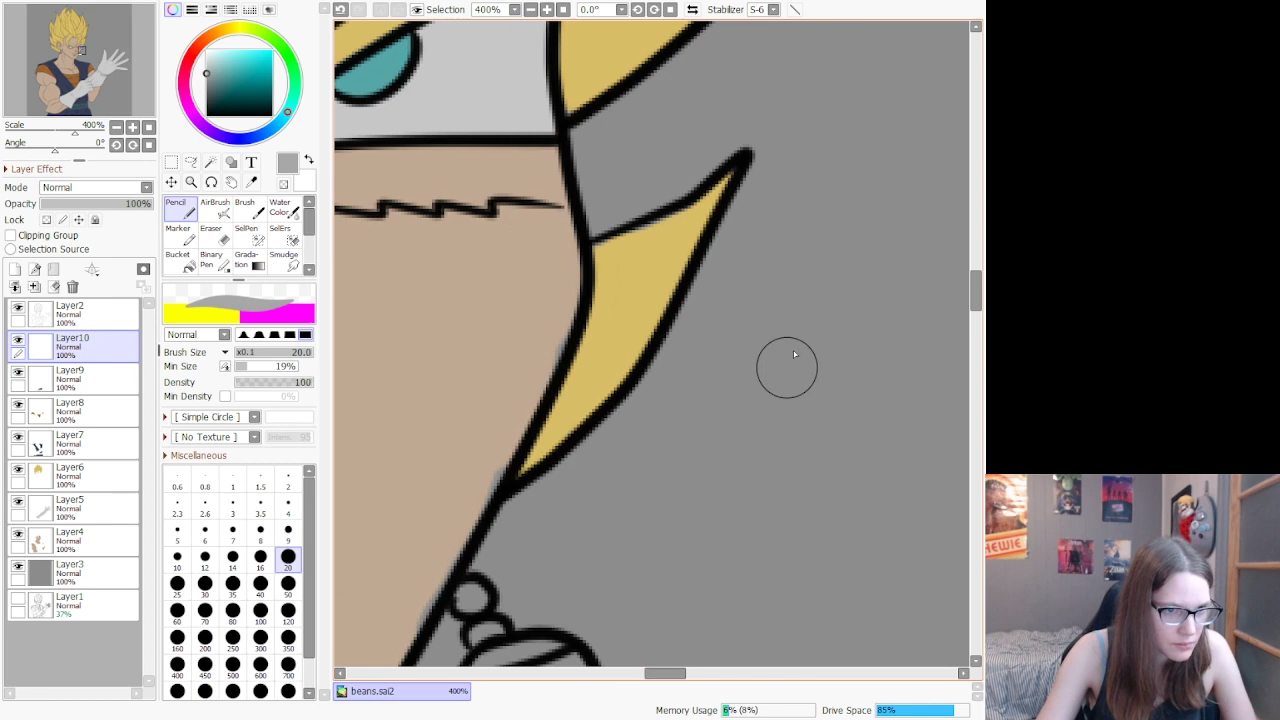 Selection 400% 0.0° Stabilizer S-6
Scale 400%
Angle 0°
Layer Effect
Mode Normal
Opacity 100%
Lock
Clipping Group
Selection Source
Layer2
Normal
100%
Layer10
Normal
100%
Layer9
Normal
100%
Layer8
Normal
100%
Layer7
Normal
100%
Layer6
Normal
100%
Layer5
Normal
100%
Layer4
Normal
100%
Layer3
Normal
100%
Layer1
Normal
37%
T
Pencil AirBrush Brush Water Color
Marker Eraser SelPen SelErs
Bucket Binary Pen Gradation Smudge
Normal
Brush Size x0.1 20.0
Min Size 19%
Density 100
Min Density 0%
[ Simple Circle ]
[ No Texture ] Intens. 95
Miscellaneous
0.6 0.8 1 1.5 2
2.3 2.6 3 3.5 4
5 6 7 8 9
10 12 14 16 20
25 30 35 40 50
60 70 80 100 120
160 200 250 300 350
400 450 500 600 700
beans.sai2 400%
Memory Usage 6% (8%) Drive Space 85%
HEWIE